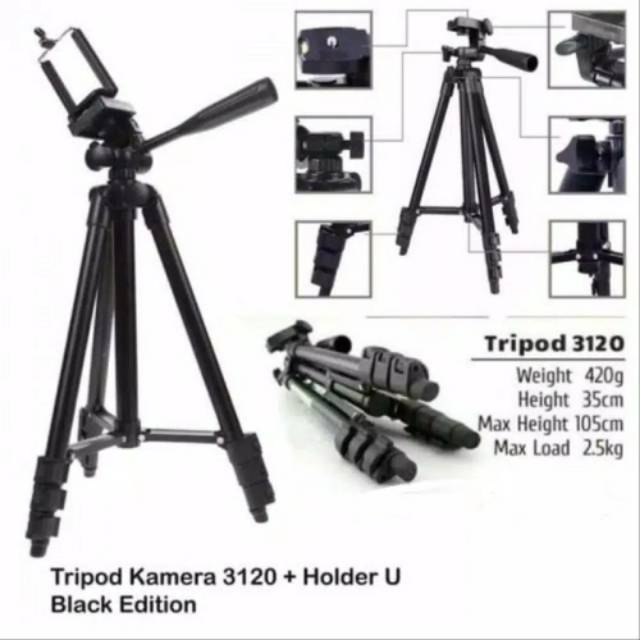 Tripod 3120
Weight 420g
Height 35cm
Max Height 105cm
Max Load 2.5kg
Tripod Kamera 3120 + Holder U
Black Edition